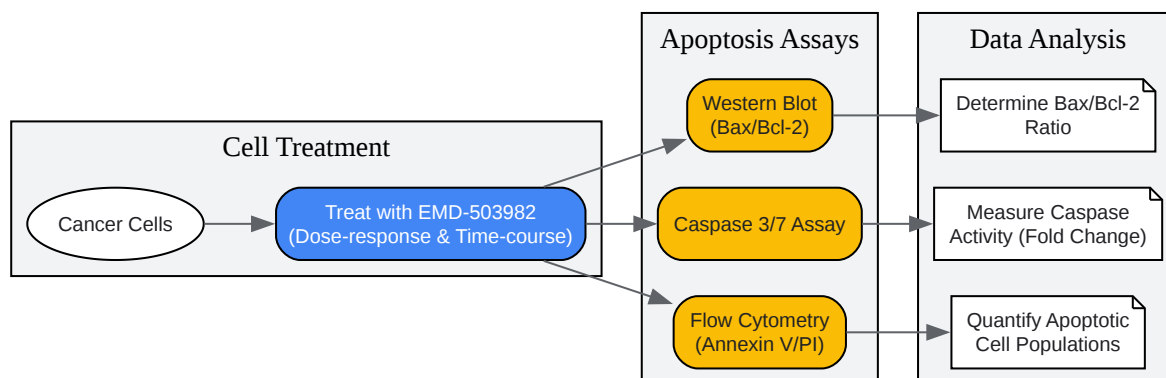 Cell Treatment
Cancer Cells
Treat with EMD-503982
(Dose-response & Time-course)
Apoptosis Assays
Western Blot
(Bax/Bcl-2)
Caspase 3/7 Assay
Flow Cytometry
(Annexin V/PI)
Data Analysis
Determine Bax/Bcl-2
Ratio
Measure Caspase
Activity (Fold Change)
Quantify Apoptotic
Cell Populations